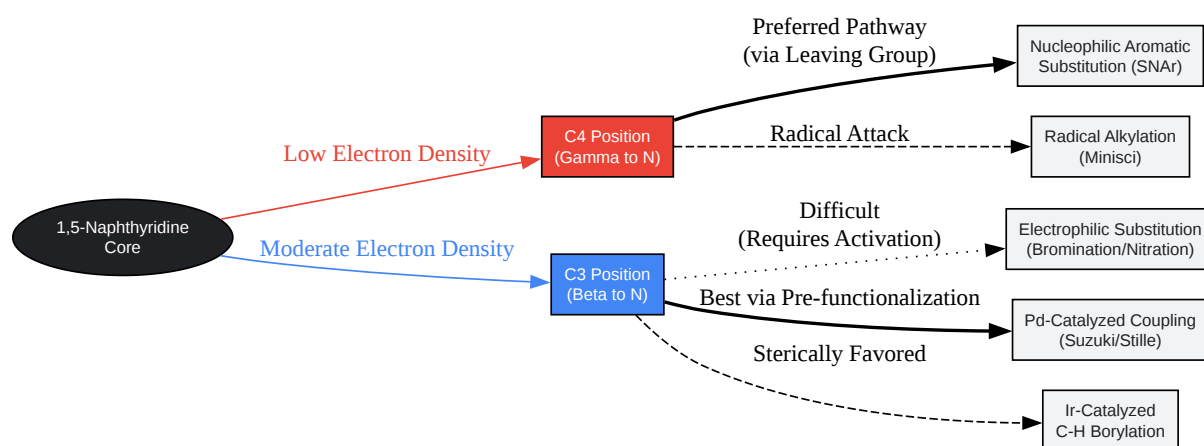 1,5-Naphthyridine
Core
Low Electron Density
Moderate Electron Density
C4 Position
(Gamma to N)
C3 Position
(Beta to N)
Preferred Pathway
(via Leaving Group)
Radical Attack
Difficult
(Requires Activation)
Best via Pre-functionalization
Sterically Favored
Nucleophilic Aromatic
Substitution (SNAr)
Radical Alkylation
(Minisci)
Electrophilic Substitution
(Bromination/Nitration)
Pd-Catalyzed Coupling
(Suzuki/Stille)
Ir-Catalyzed
C-H Borylation